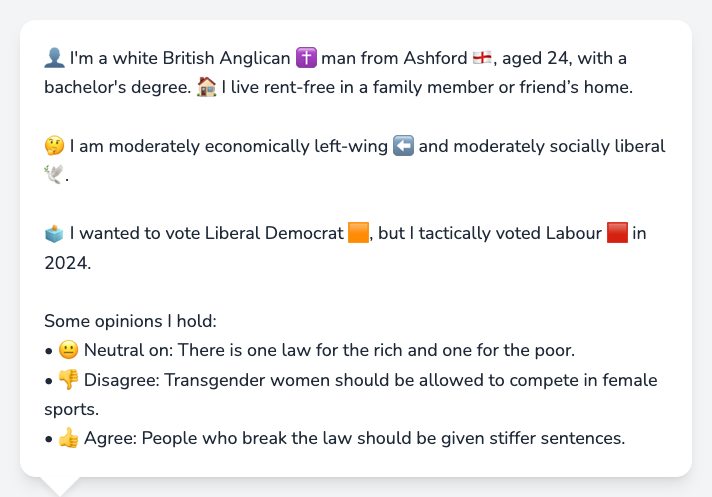 👤 I'm a white British Anglican ✝️ man from Ashford 🏴󠁧󠁢󠁥󠁮󠁧󠁿, aged 24, with a
bachelor's degree. 🏠 I live rent-free in a family member or friend’s home.
🤔 I am moderately economically left-wing ⬅️ and moderately socially liberal
🕊️.
🗳️ I wanted to vote Liberal Democrat 🟧, but I tactically voted Labour 🟥 in
2024.
Some opinions I hold:
• 😐 Neutral on: There is one law for the rich and one for the poor.
• 👎 Disagree: Transgender women should be allowed to compete in female
sports.
• 👍 Agree: People who break the law should be given stiffer sentences.